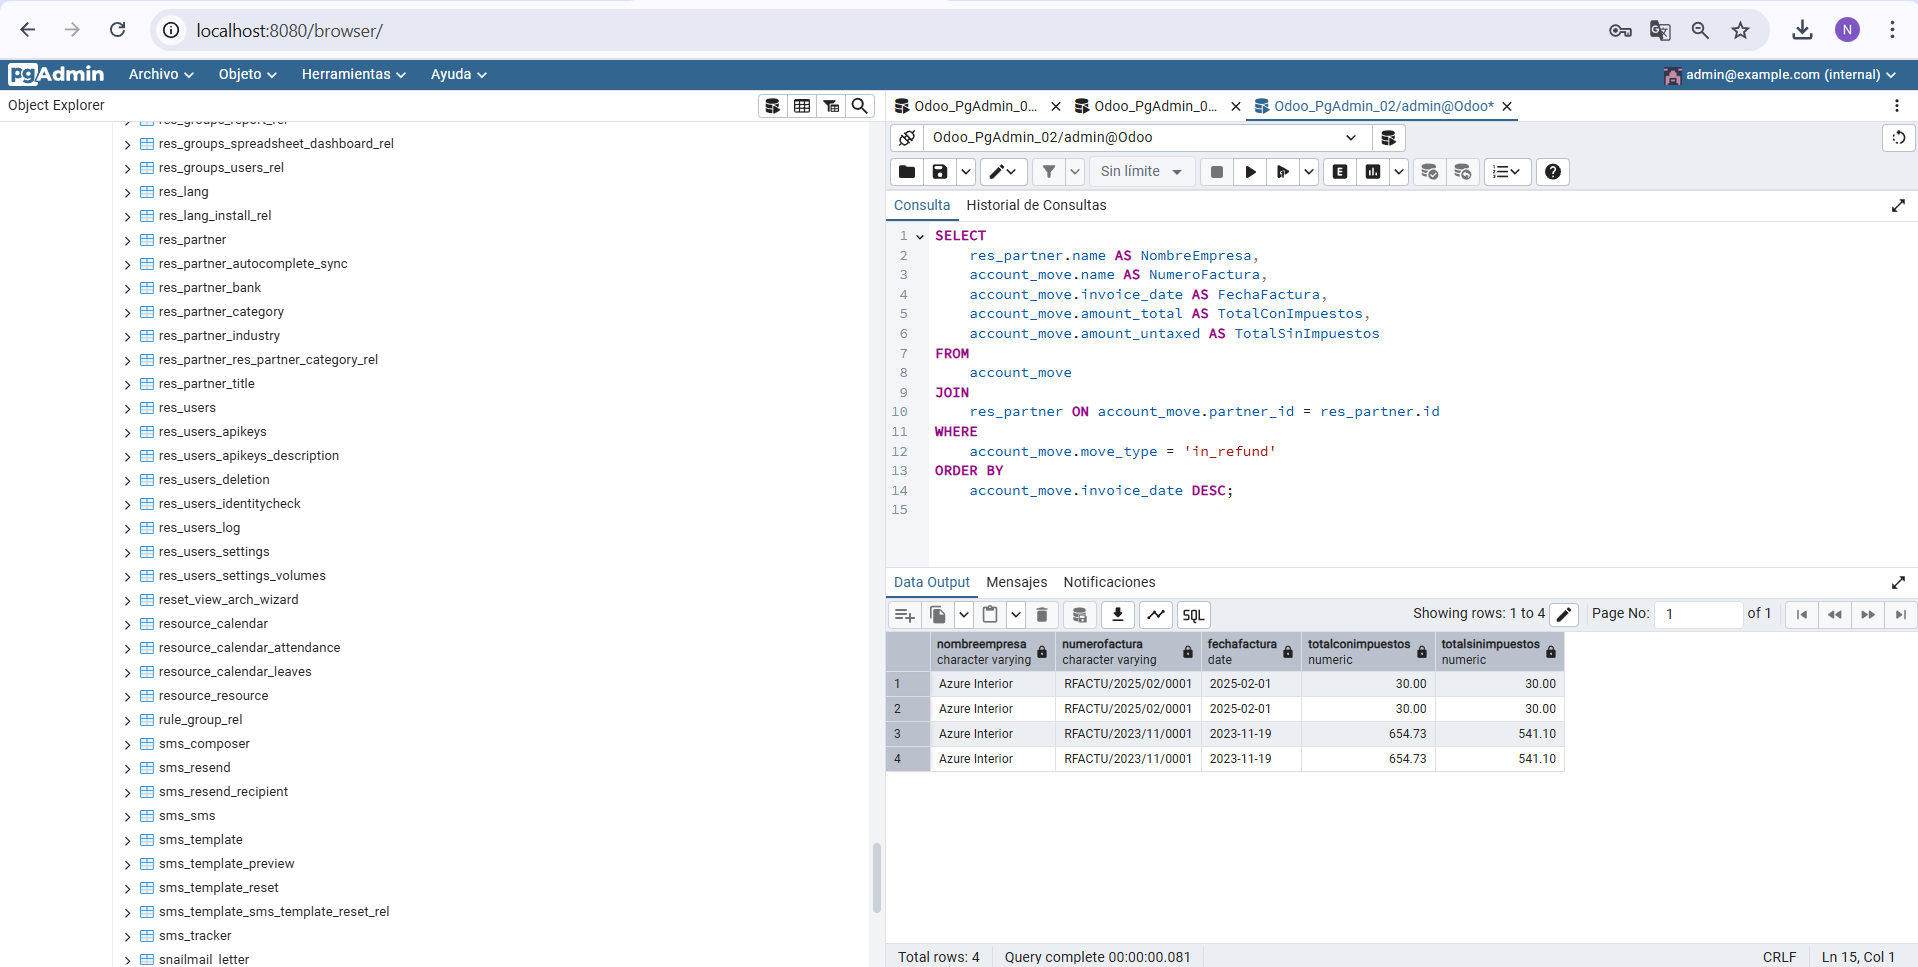 localhost:8080/browser/
N
pgAdmin Archivo Objeto Herramientas Ayuda admin@example.com (internal)
Object Explorer
res_groups_report_rel
res_groups_spreadsheet_dashboard_rel
res_groups_users_rel
res_lang
res_lang_install_rel
res_partner
res_partner_autocomplete_sync
res_partner_bank
res_partner_category
res_partner_industry
res_partner_res_partner_category_rel
res_partner_title
res_users
res_users_apikeys
res_users_apikeys_description
res_users_deletion
res_users_identitycheck
res_users_log
res_users_settings
res_users_settings_volumes
reset_view_arch_wizard
resource_calendar
resource_calendar_attendance
resource_calendar_leaves
resource_resource
rule_group_rel
sms_composer
sms_resend
sms_resend_recipient
sms_sms
sms_template
sms_template_preview
sms_template_reset
sms_template_sms_template_reset_rel
sms_tracker
snailmail_letter
Odoo_PgAdmin_0... Odoo_PgAdmin_0... Odoo_PgAdmin_02/admin@Odoo*
Odoo_PgAdmin_02/admin@Odoo
Sin límite E
Consulta Historial de Consultas
1 SELECT
2 res_partner.name AS NombreEmpresa,
3 account_move.name AS NumeroFactura,
4 account_move.invoice_date AS FechaFactura,
5 account_move.amount_total AS TotalConImpuestos,
6 account_move.amount_untaxed AS TotalSinImpuestos
7 FROM
8 account_move
9 JOIN
10 res_partner ON account_move.partner_id = res_partner.id
11 WHERE
12 account_move.move_type = 'in_refund'
13 ORDER BY
14 account_move.invoice_date DESC;
15
Data Output Mensajes Notificaciones
SQL Showing rows: 1 to 4 Page No: 1 of 1
nombreempresa numerofactura fechafactura totalconimpuestos totalsinimpuestos
character varying character varying date numeric numeric
1 Azure Interior RFACTU/2025/02/0001 2025-02-01 30.00 30.00
2 Azure Interior RFACTU/2025/02/0001 2025-02-01 30.00 30.00
3 Azure Interior RFACTU/2023/11/0001 2023-11-19 654.73 541.10
4 Azure Interior RFACTU/2023/11/0001 2023-11-19 654.73 541.10
Total rows: 4 Query complete 00:00:00.081 CRLF Ln 15, Col 1